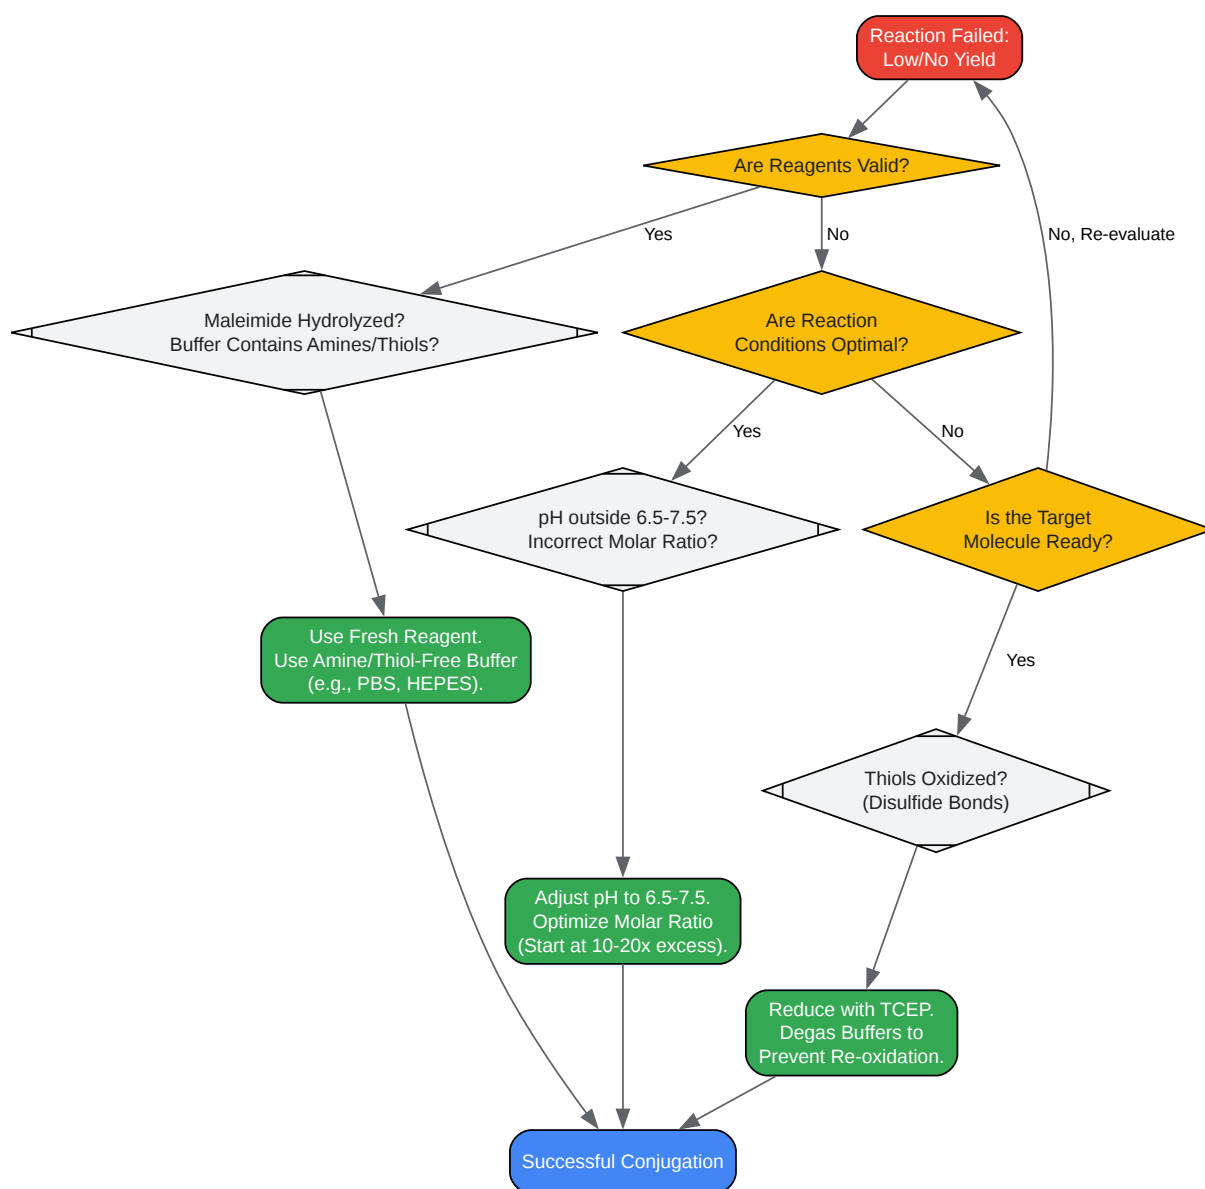 Reaction Failed:
Low/No Yield
Are Reagents Valid?
Yes
No
No, Re-evaluate
Maleimide Hydrolyzed?
Buffer Contains Amines/Thiols?
Are Reaction
Conditions Optimal?
Yes
No
pH outside 6.5-7.5?
Incorrect Molar Ratio?
Is the Target
Molecule Ready?
Use Fresh Reagent.
Use Amine/Thiol-Free Buffer
(e.g., PBS, HEPES).
Yes
Thiols Oxidized?
(Disulfide Bonds)
Adjust pH to 6.5-7.5.
Optimize Molar Ratio
(Start at 10-20x excess).
Reduce with TCEP.
Degas Buffers to
Prevent Re-oxidation.
Successful Conjugation